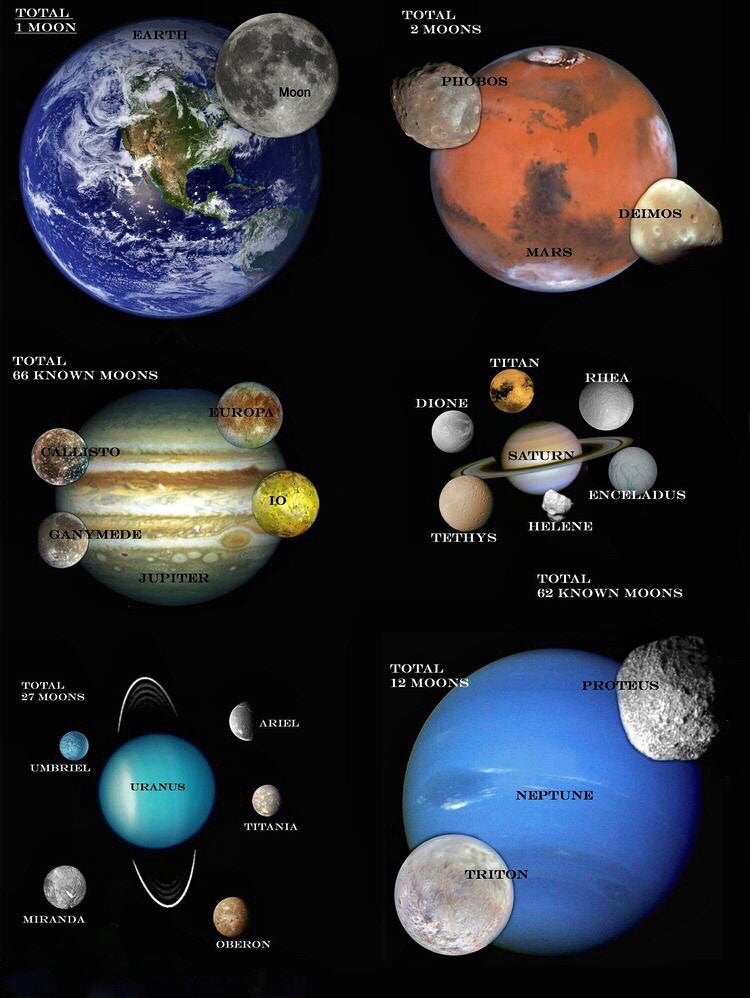 TOTAL
1 MOON
EARTH
Moon
TOTAL
2 MOONS
PHOBOS
DEIMOS
MARS
TOTAL
66 KNOWN MOONS
EUROPA
CALLISTO
IO
GANYMEDE
JUPITER
TITAN
RHEA
DIONE
SATURN
ENCELADUS
HELENE
TETHYS
TOTAL
62 KNOWN MOONS
TOTAL
27 MOONS
ARIEL
UMBRIEL
URANUS
TITANIA
MIRANDA
OBERON
TOTAL
12 MOONS
PROTEUS
NEPTUNE
TRITON